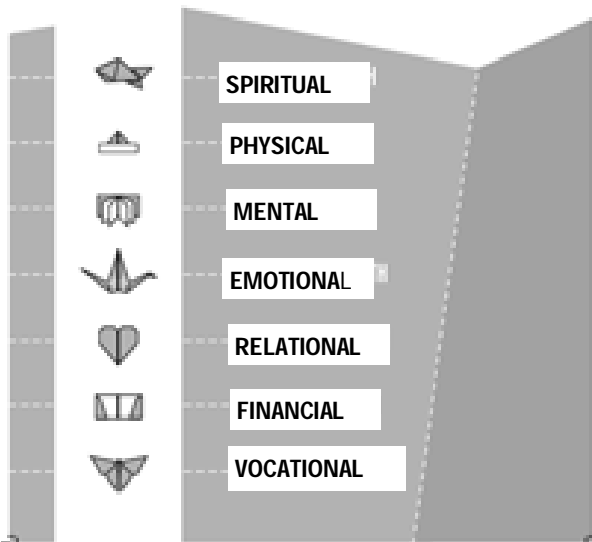 SPIRITUAL
PHYSICAL
MENTAL
EMOTIONAL
RELATIONAL
FINANCIAL
VOCATIONAL